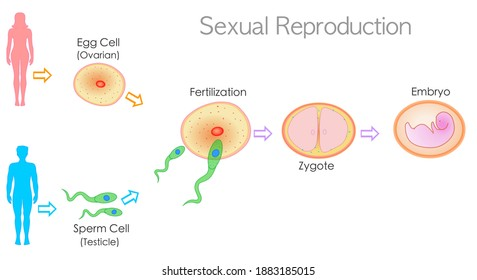 Sexual Reproduction
Egg Cell
(Ovarian)
Fertilization
Embryo
Zygote
Sperm Cell
(Testicle)
shutterstock.com · 1883185015